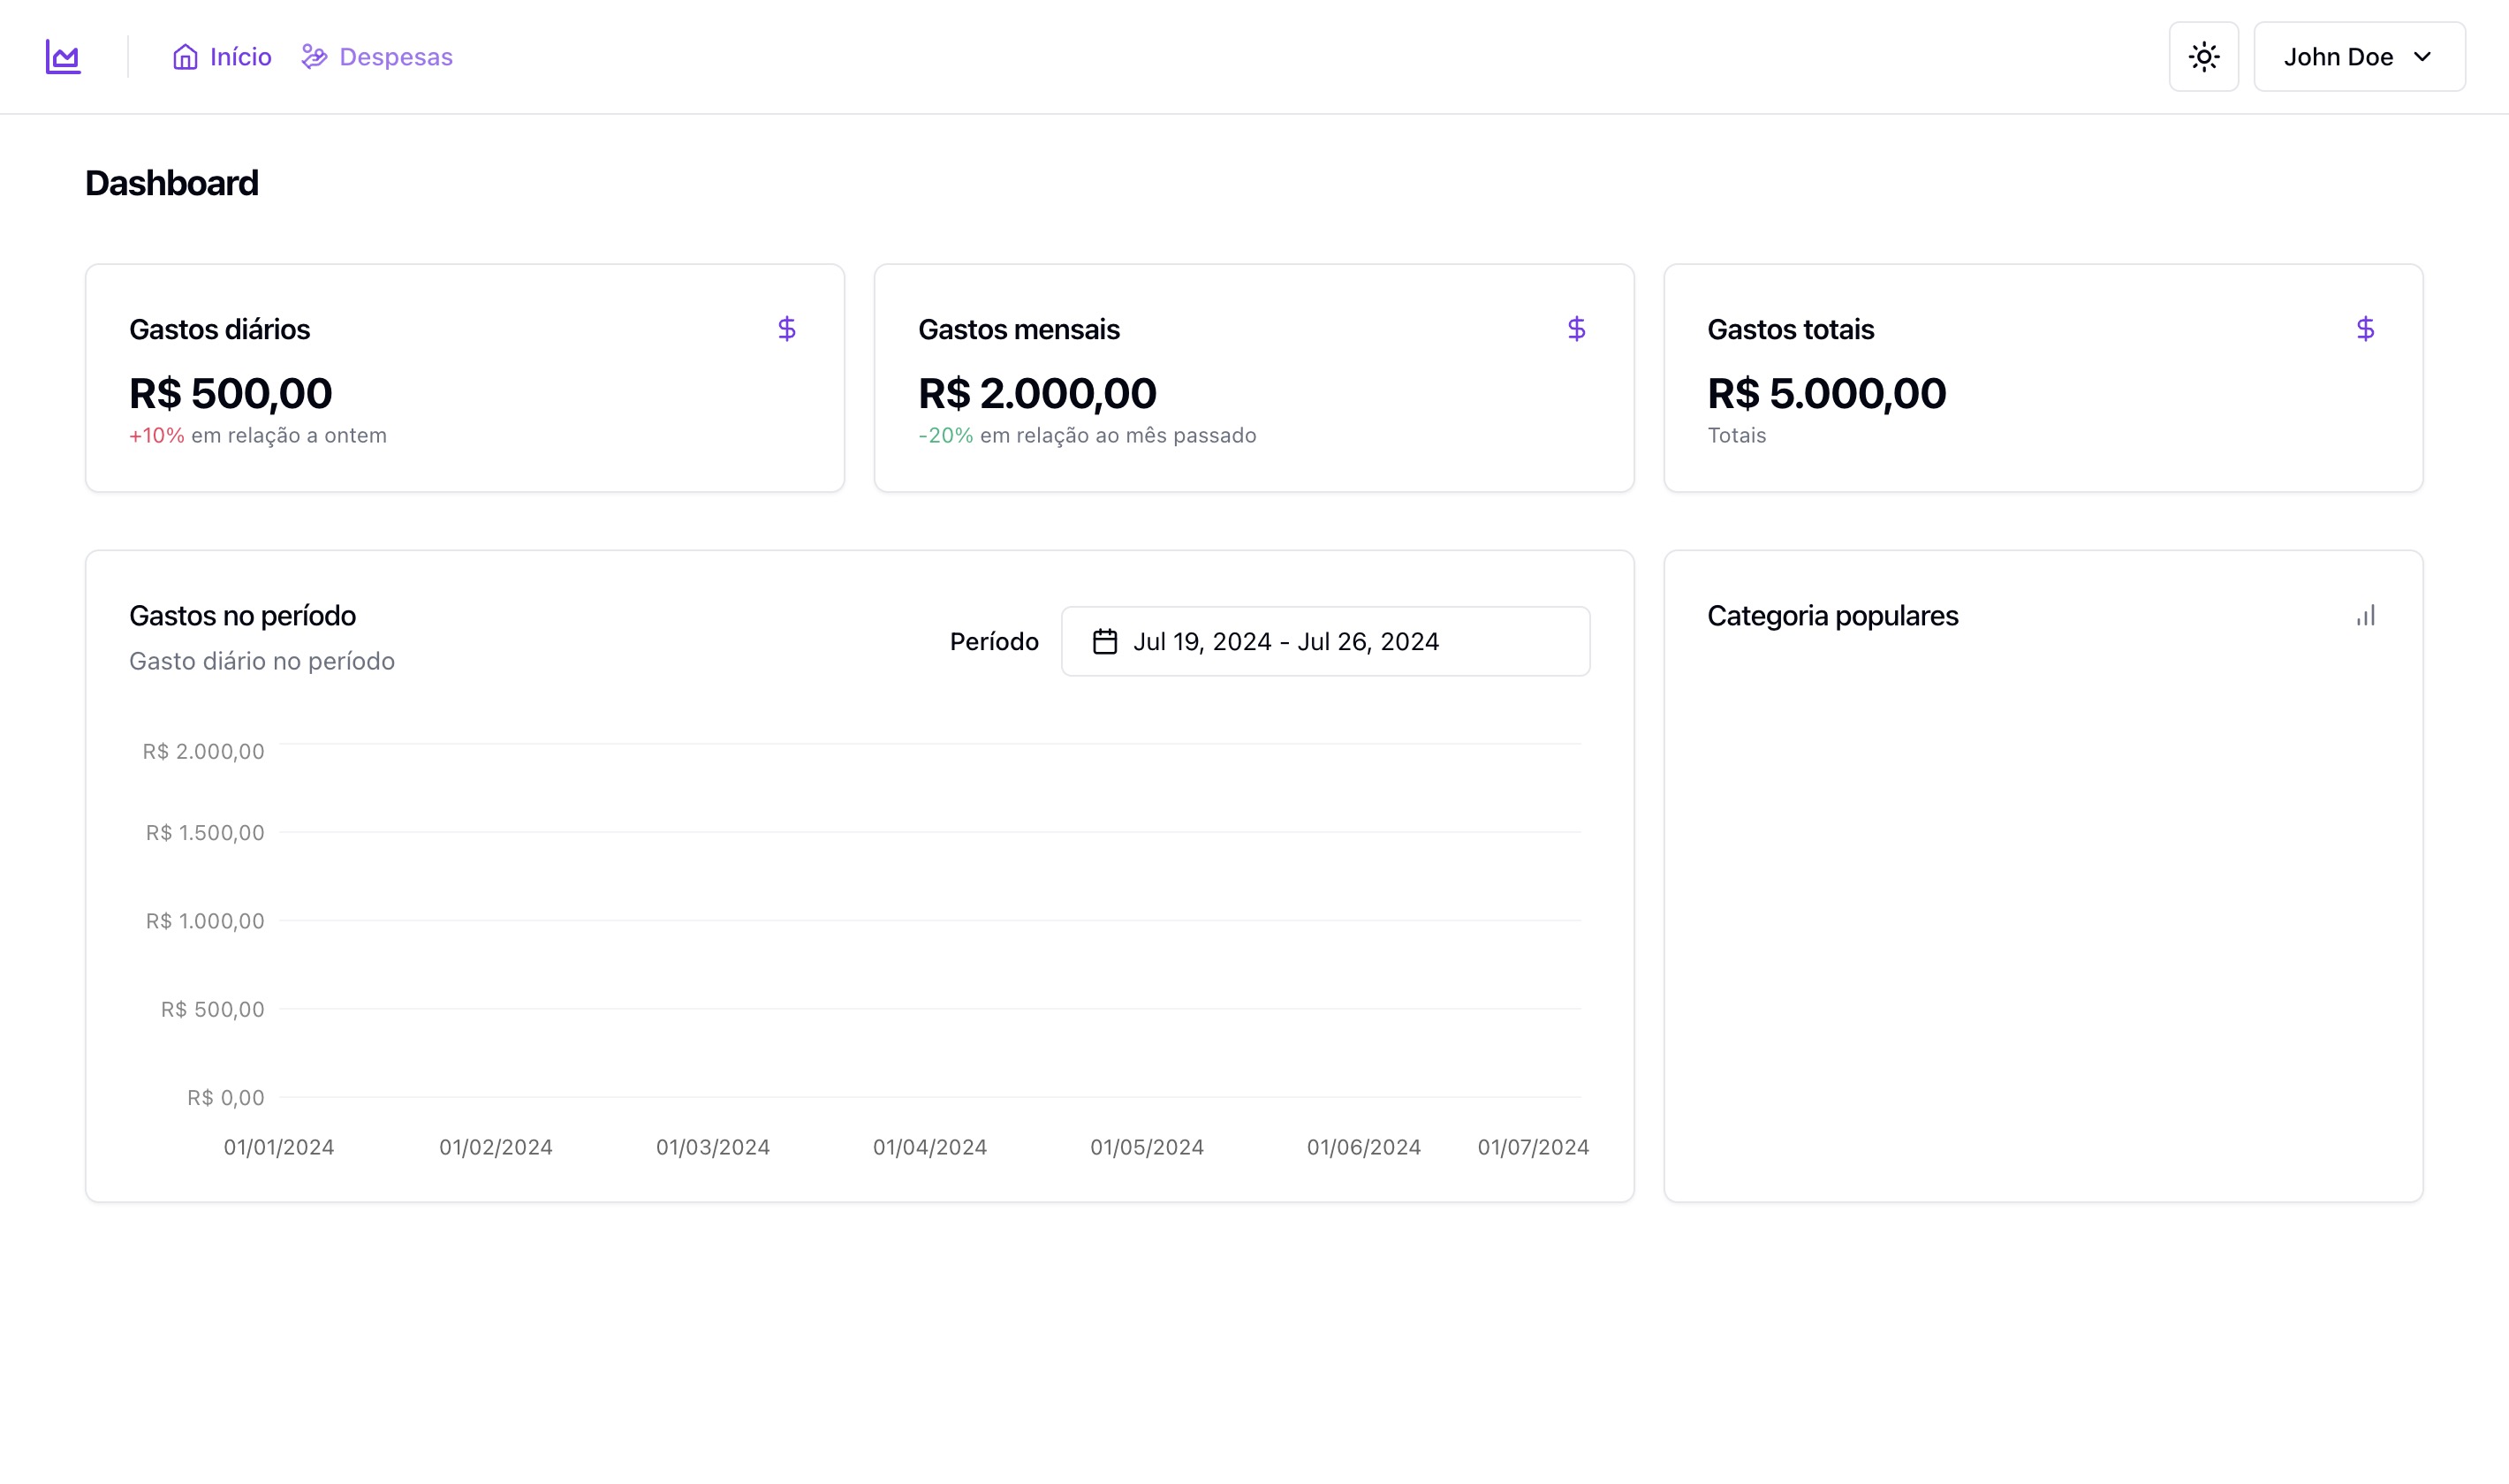 Início
Despesas
John Doe
Dashboard
Gastos diários
$
R$ 500,00
+10% em relação a ontem
Gastos mensais
$
R$ 2.000,00
-20% em relação ao mês passado
Gastos totais
$
R$ 5.000,00
Totais
Gastos no período
Gasto diário no período
Período
Jul 19, 2024 - Jul 26, 2024
R$ 2.000,00
R$ 1.500,00
R$ 1.000,00
R$ 500,00
R$ 0,00
01/01/2024 01/02/2024 01/03/2024 01/04/2024 01/05/2024 01/06/2024 01/07/2024
Categoria populares